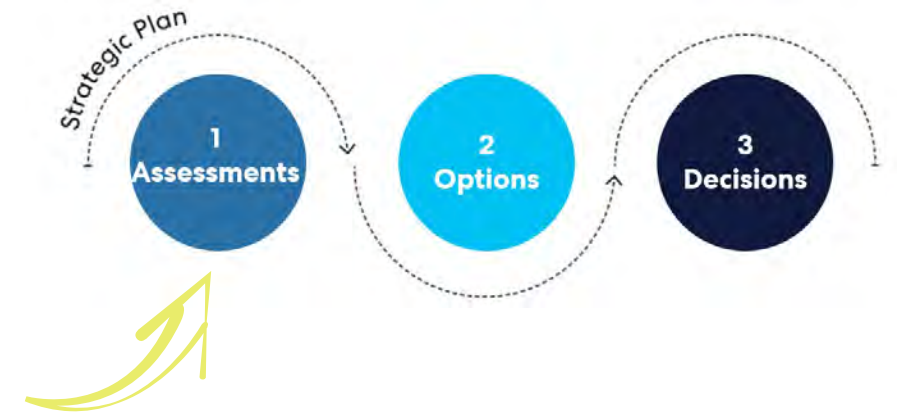 Strategic Plan
1
Assessments
2
Options
3
Decisions